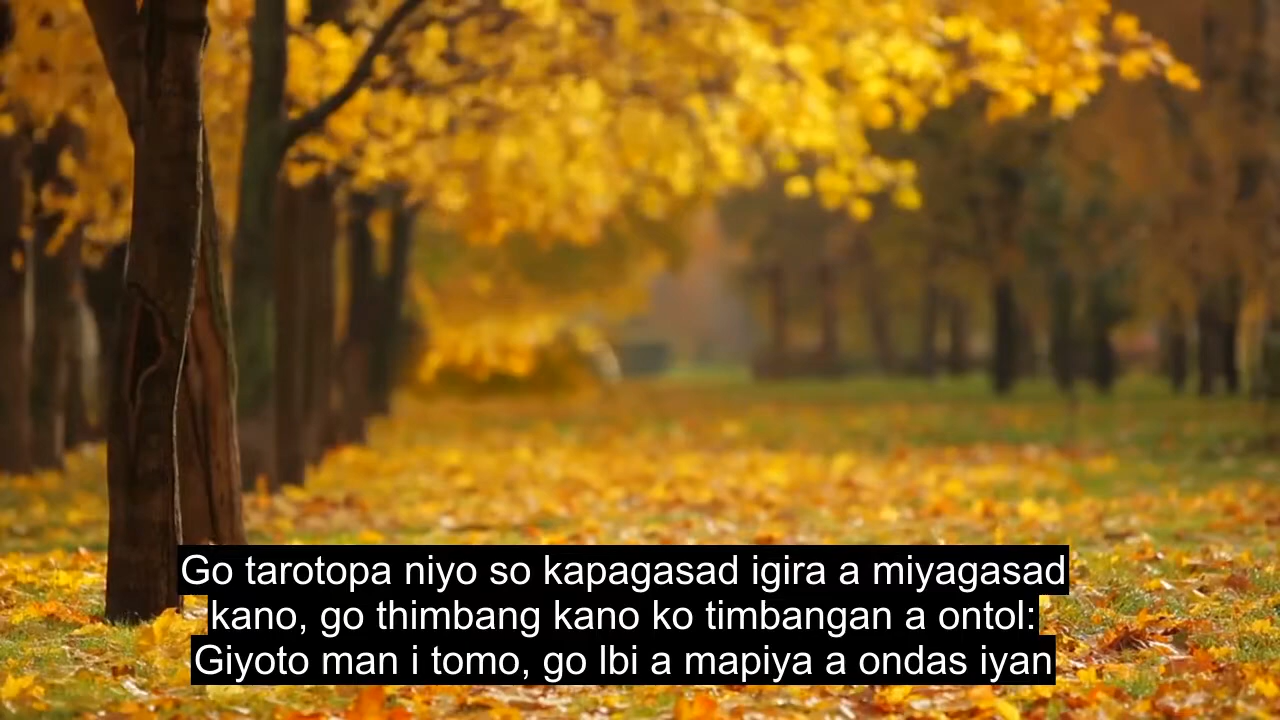 Go tarotopa niyo so kapagasad igira a miyagasad
kano, go thimbang kano ko timbangan a ontol:
Giyoto man i tomo, go lbi a mapiya a ondas iyan